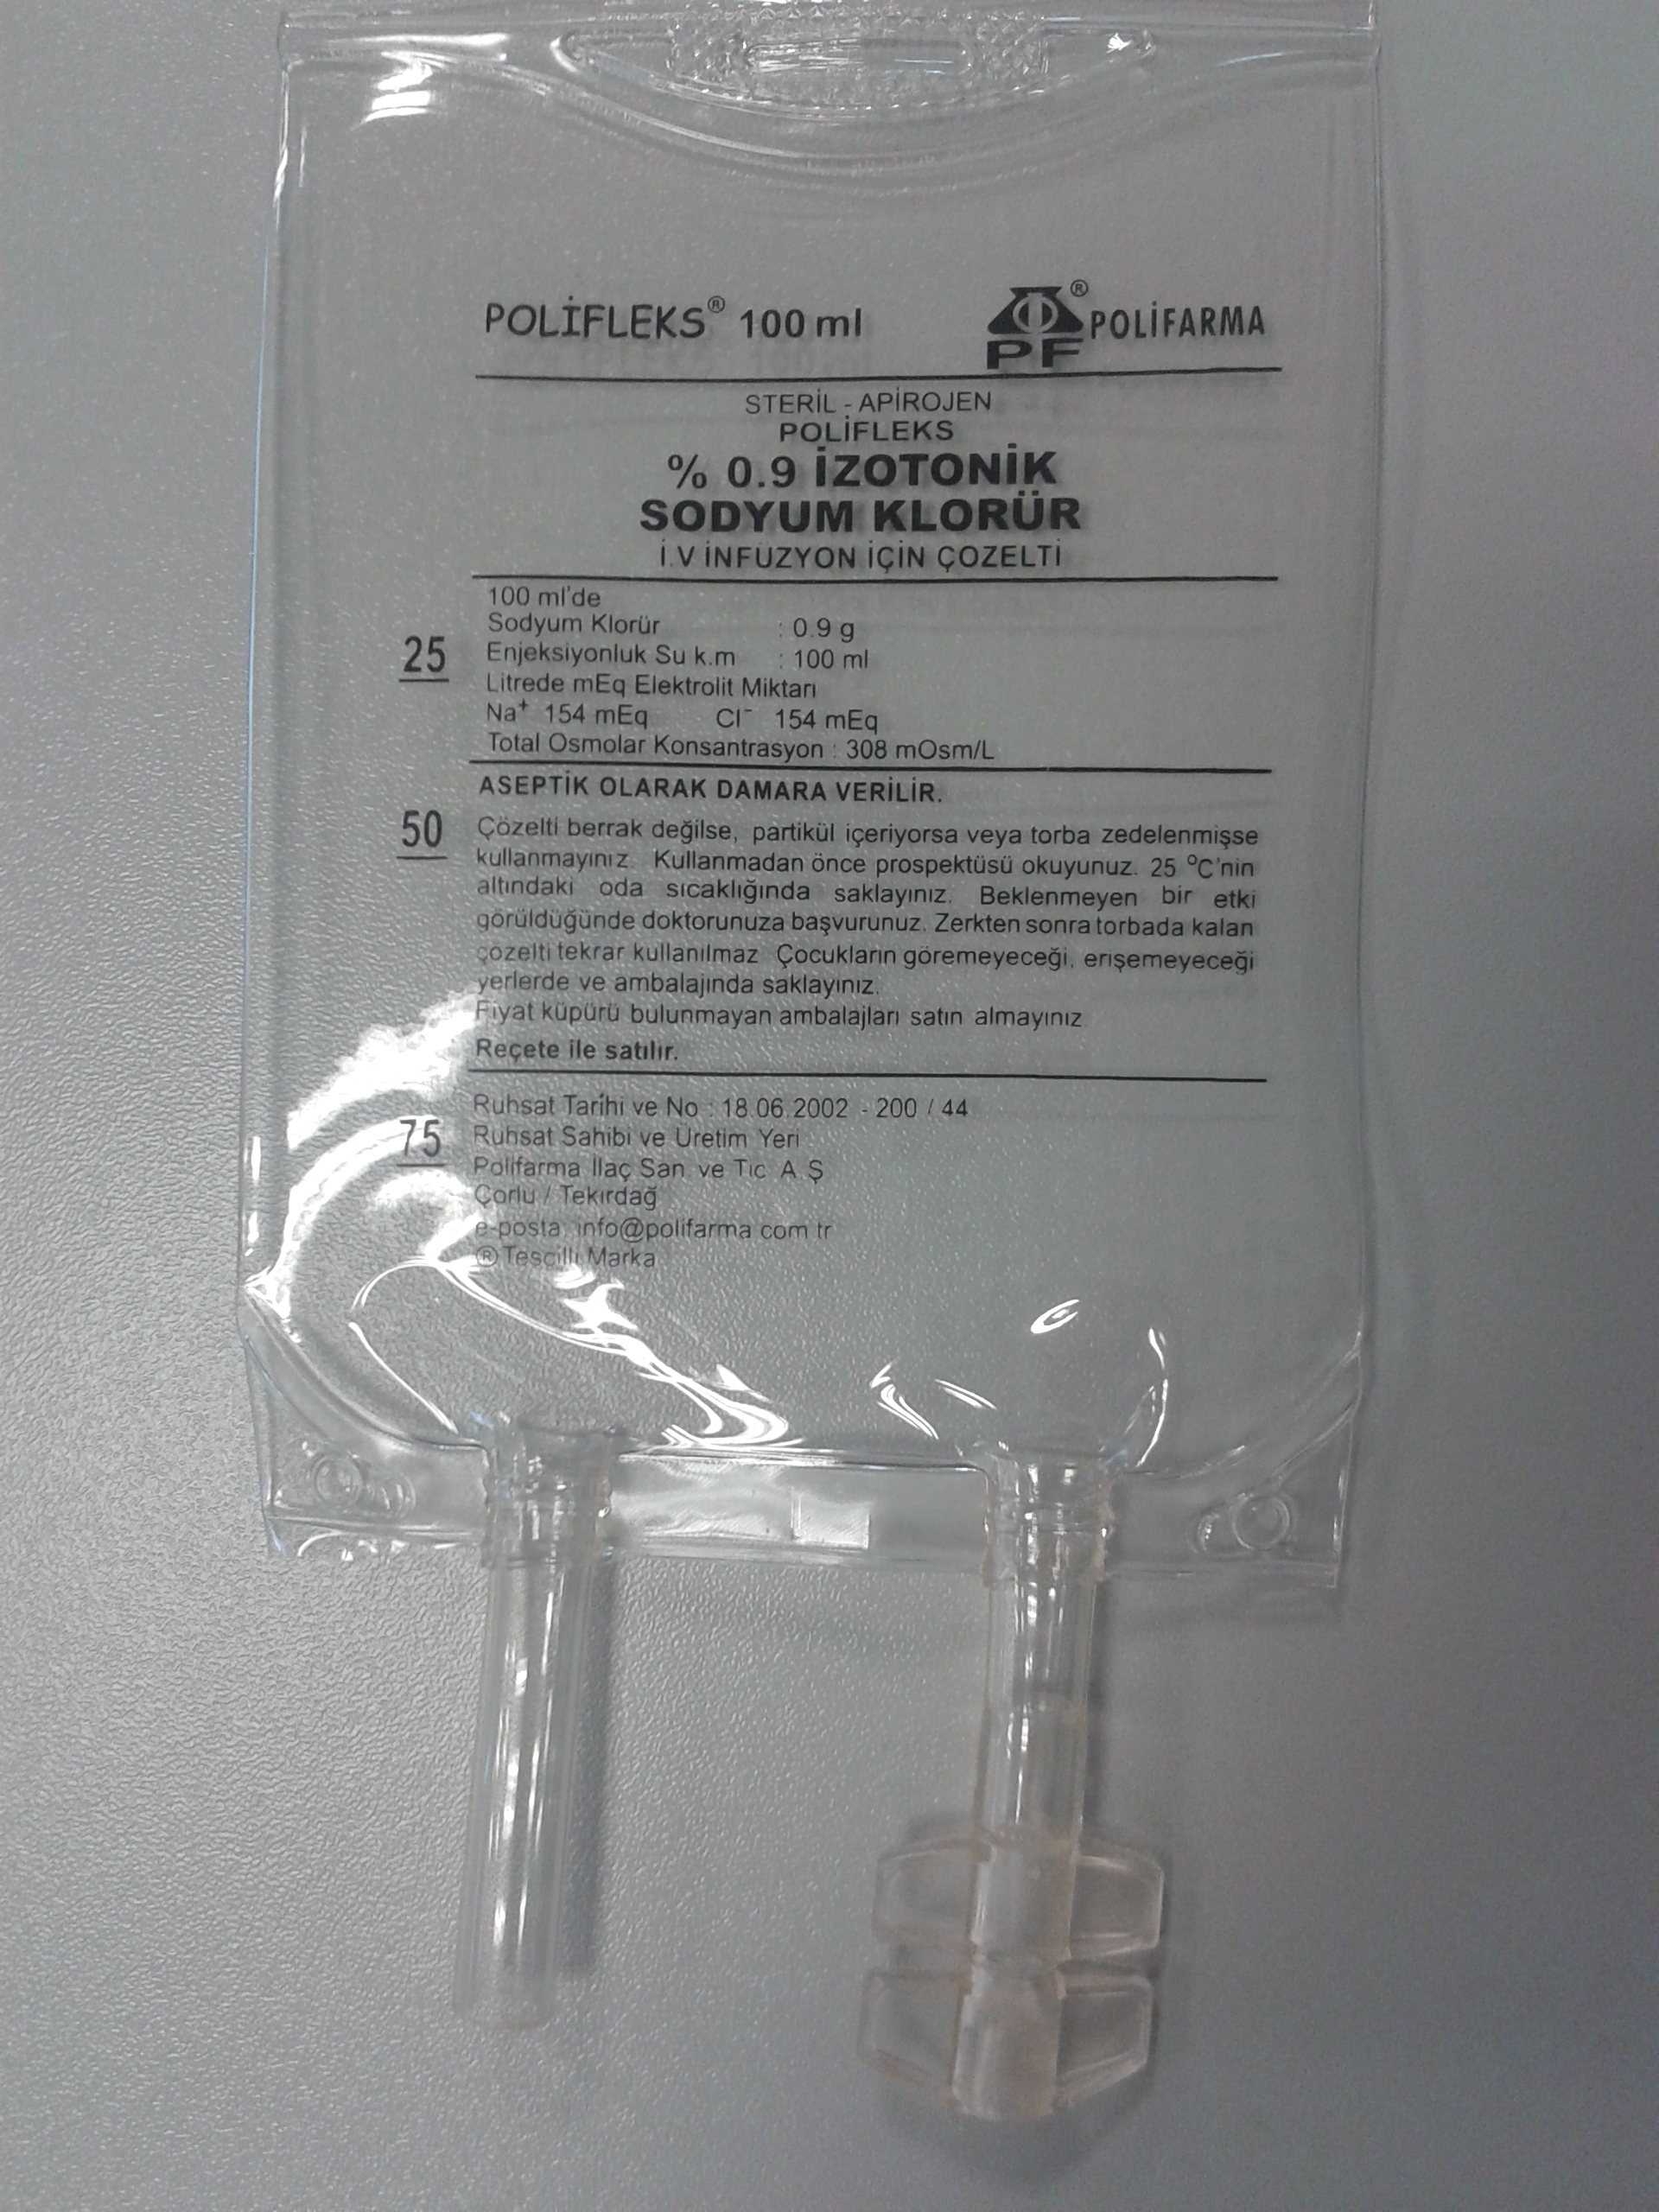 POLİFLEKS® 100 ml
® POLİFARMA
PF
STERİL - APİROJEN
POLİFLEKS
% 0.9 İZOTONİK
SODYUM KLORÜR
İ.V İNFÜZYON İÇİN ÇÖZELTİ
100 ml'de
Sodyum Klorür : 0.9 g
25
Enjeksiyonluk Su k.m : 100 ml
Litrede mEq Elektrolit Miktarı
Na⁺ 154 mEq Cl⁻ 154 mEq
Total Osmolar Konsantrasyon : 308 mOsm/L
ASEPTİK OLARAK DAMARA VERİLİR.
50
Çözelti berrak değilse, partikül içeriyorsa veya torba zedelenmişse
kullanmayınız. Kullanmadan önce prospektüsü okuyunuz. 25 °C'nin
altındaki oda sıcaklığında saklayınız. Beklenmeyen bir etki
görüldüğünde doktorunuza başvurunuz. Zerkten sonra torbada kalan
çözelti tekrar kullanılmaz Çocukların göremeyeceği, erişemeyeceği
yerlerde ve ambalajında saklayınız.
Fiyat küpürü bulunmayan ambalajları satın almayınız
Reçete ile satılır.
Ruhsat Tarihi ve No : 18.06.2002 - 200 / 44
75
Ruhsat Sahibi ve Üretim Yeri
Polifarma İlaç San. ve Tic. A.Ş
Çorlu / Tekirdağ
e-posta: info@polifarma.com.tr
® Tescilli Marka